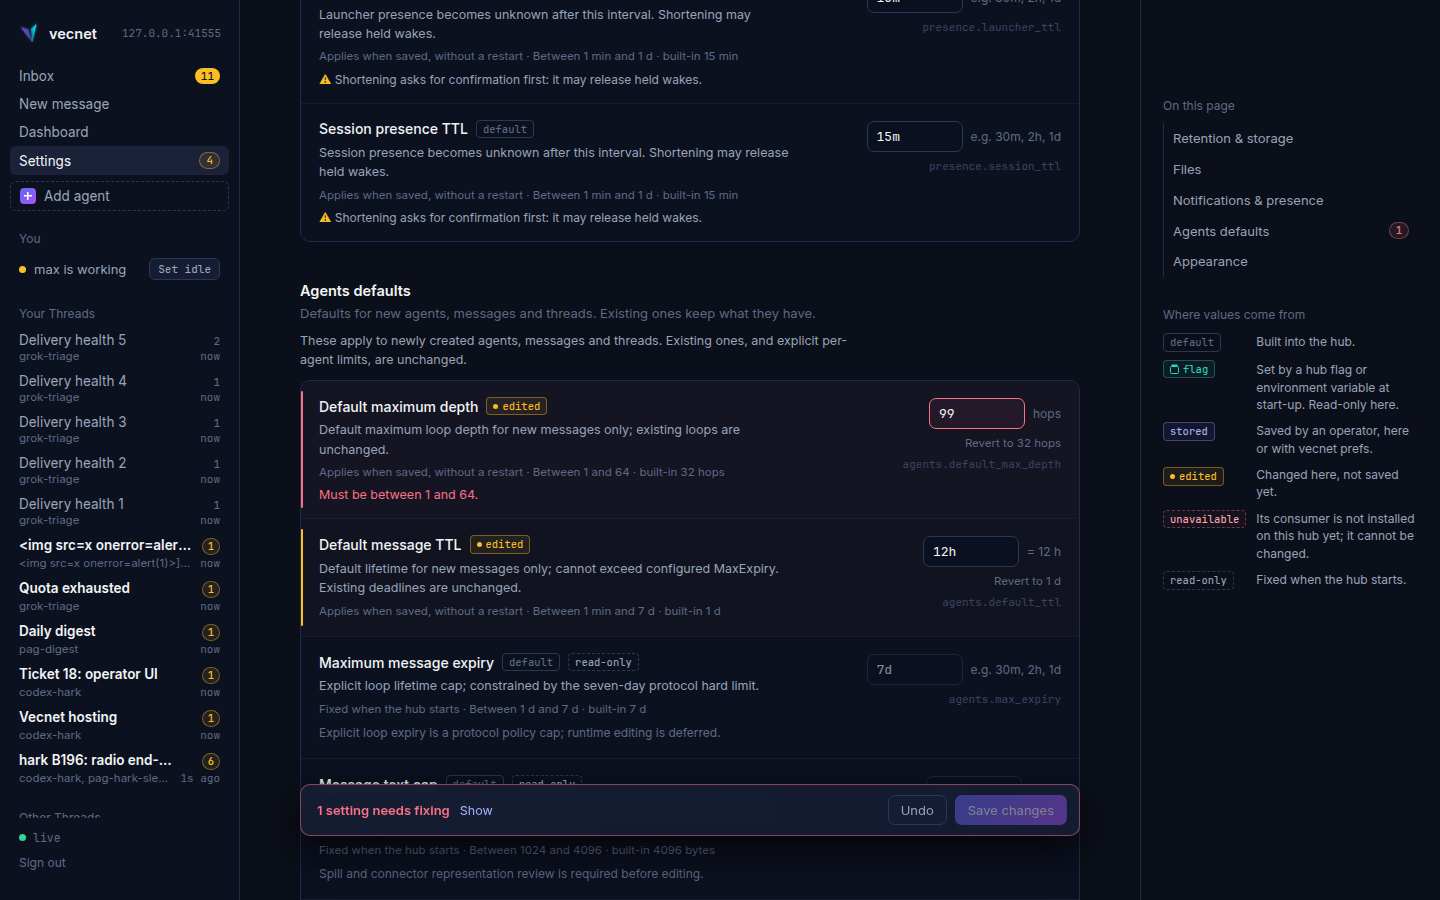 vecnet
127.0.0.1:41555
Inbox
11
New message
Dashboard
Settings
4
Add agent
You
max is working
Set idle
Your Threads
Delivery health 5
2
grok-triage
now
Delivery health 4
1
grok-triage
now
Delivery health 3
1
grok-triage
now
Delivery health 2
1
grok-triage
now
Delivery health 1
1
grok-triage
now
<img src=x onerror=aler...
1
<img src=x onerror=alert(1)>]...
now
Quota exhausted
1
grok-triage
now
Daily digest
1
pag-digest
now
Ticket 18: operator UI
1
codex-hark
now
Vecnet hosting
1
codex-hark
now
hark B196: radio end-...
6
codex-hark, pag-hark-sle...
1s ago
Other Threads
live
Sign out
Launcher presence becomes unknown after this interval. Shortening may
release held wakes.
presence.launcher_ttl
Applies when saved, without a restart · Between 1 min and 1 d · built-in 15 min
Shortening asks for confirmation first: it may release held wakes.
Session presence TTL
default
15m
e.g. 30m, 2h, 1d
Session presence becomes unknown after this interval. Shortening may release
held wakes.
presence.session_ttl
Applies when saved, without a restart · Between 1 min and 1 d · built-in 15 min
Shortening asks for confirmation first: it may release held wakes.
Agents defaults
Defaults for new agents, messages and threads. Existing ones keep what they have.
These apply to newly created agents, messages and threads. Existing ones, and explicit per-
agent limits, are unchanged.
Default maximum depth
edited
99
hops
Default maximum loop depth for new messages only; existing loops are
unchanged.
Revert to 32 hops
agents.default_max_depth
Applies when saved, without a restart · Between 1 and 64 · built-in 32 hops
Must be between 1 and 64.
Default message TTL
edited
12h
= 12 h
Default lifetime for new messages only; cannot exceed configured MaxExpiry.
Existing deadlines are unchanged.
Revert to 1 d
agents.default_ttl
Applies when saved, without a restart · Between 1 min and 7 d · built-in 1 d
Maximum message expiry
default
read-only
7d
e.g. 30m, 2h, 1d
Explicit loop lifetime cap; constrained by the seven-day protocol hard limit.
agents.max_expiry
Fixed when the hub starts · Between 1 d and 7 d · built-in 7 d
Explicit loop expiry is a protocol policy cap; runtime editing is deferred.
Message text cap
default
read-only
1 setting needs fixing
Show
Undo
Save changes
Fixed when the hub starts · Between 1024 and 4096 · built-in 4096 bytes
Spill and connector representation review is required before editing.
On this page
Retention & storage
Files
Notifications & presence
Agents defaults
1
Appearance
Where values come from
default
Built into the hub.
flag
Set by a hub flag or
environment variable at
start-up. Read-only here.
stored
Saved by an operator, here
or with vecnet prefs.
edited
Changed here, not saved
yet.
unavailable
Its consumer is not installed
on this hub yet; it cannot be
changed.
read-only
Fixed when the hub starts.